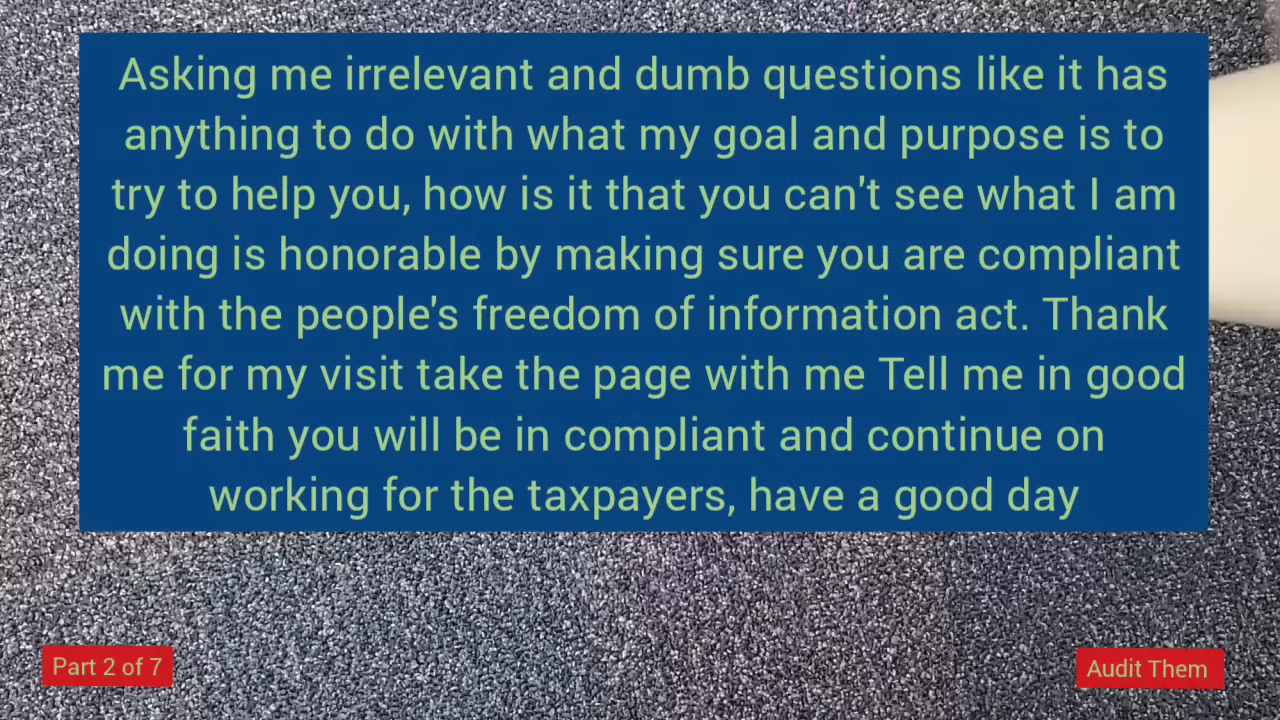 Asking me irrelevant and dumb questions like it has
anything to do with what my goal and purpose is to
try to help you, how is it that you can't see what I am
doing is honorable by making sure you are compliant
with the people's freedom of information act. Thank
me for my visit take the page with me Tell me in good
faith you will be in compliant and continue on
working for the taxpayers, have a good day
Part 2 of 7
Audit Them